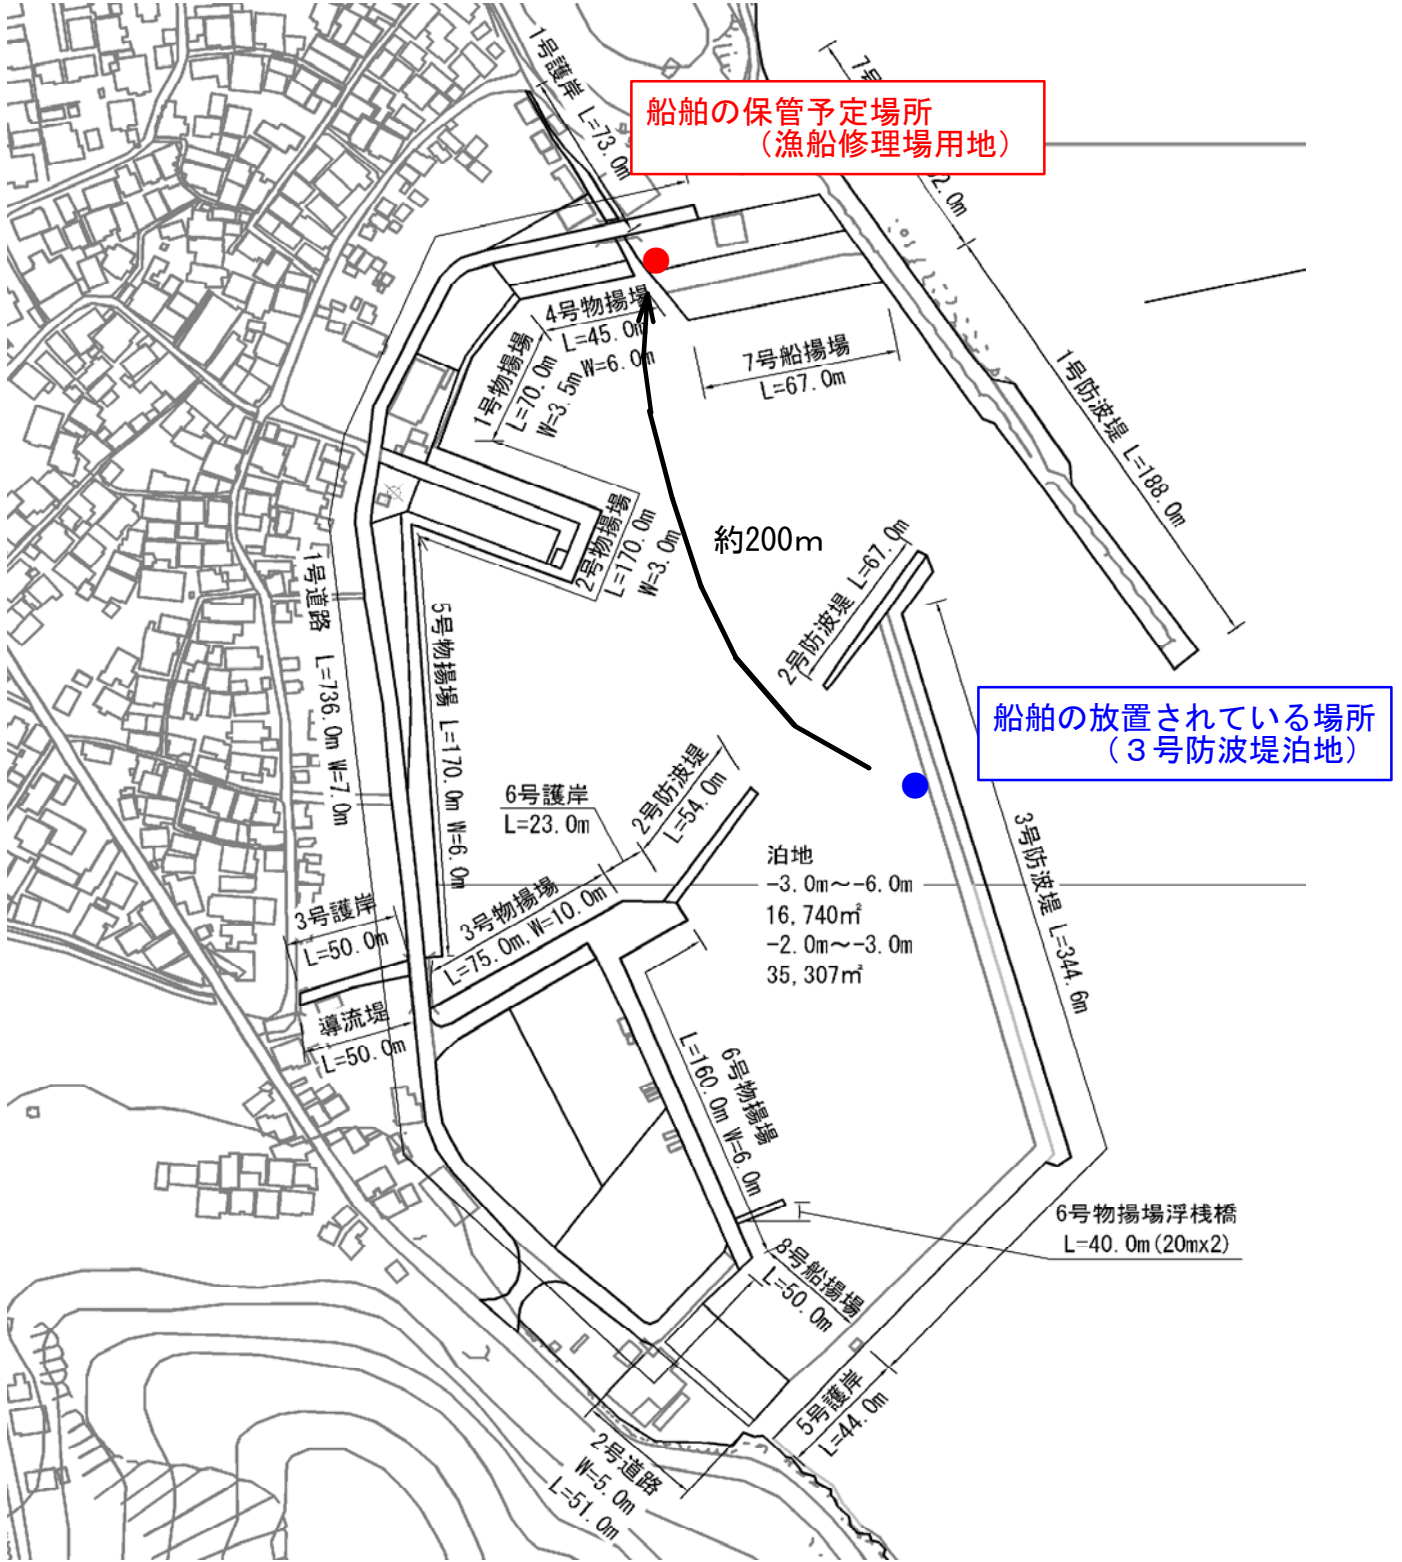 1号護岸 L=73.0m
船舶の保管予定場所
（漁船修理場用地）
4号物揚場
L=45.0m
W=6.0m
1号物揚場
L=70.0m
W=3.5m
7号船揚場
L=67.0m
1号防波堤 L=188.0m
2号物揚場
L=170.0m
W=3.0m
約200ｍ
2号防波堤 L=67.0m
1号道路 L=736.0m W=7.0m
5号物揚場 L=170.0m W=6.0m
船舶の放置されている場所
（３号防波堤泊地）
6号護岸
L=23.0m
2号防波堤
L=54.0m
3号防波堤 L=344.6m
泊地
-3.0m～-6.0m
16,740㎡
-2.0m～-3.0m
35,307㎡
3号護岸
L=50.0m
3号物揚場
L=75.0m,W=10.0m
導流堤
L=50.0m
6号物揚場
L=160.0m W=6.0m
6号物揚場浮桟橋
L=40.0m(20mx2)
8号船揚場
L=50.0m
5号護岸
L=44.0m
2号道路
W=5.0m
L=51.0m